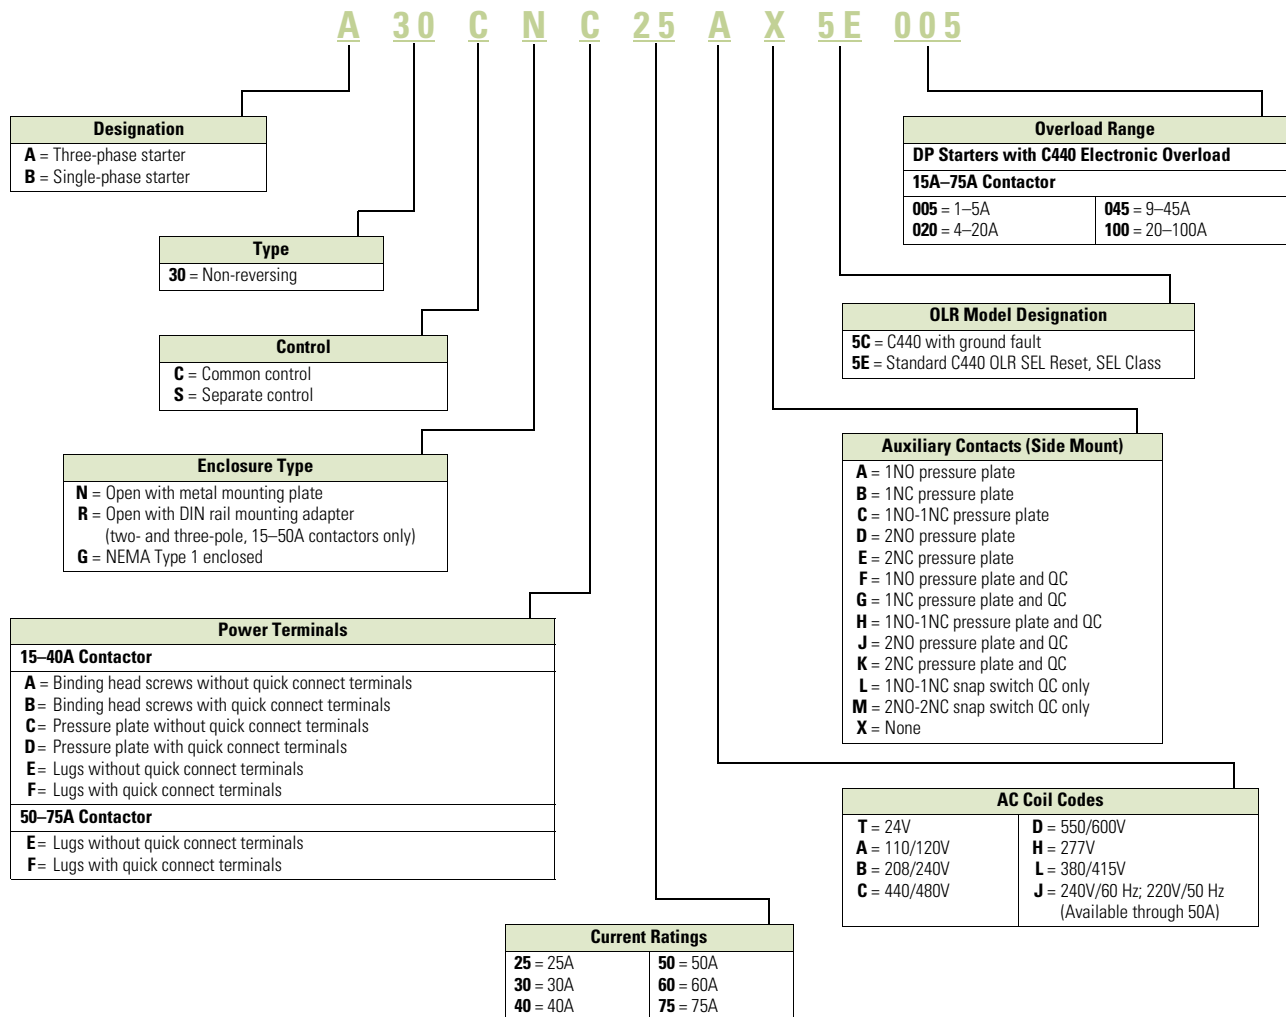 A 30 C N C 25 A X 5E 005
Designation
A = Three-phase starter
B = Single-phase starter
Type
30 = Non-reversing
Control
C = Common control
S = Separate control
Enclosure Type
N = Open with metal mounting plate
R = Open with DIN rail mounting adapter
(two- and three-pole, 15–50A contactors only)
G = NEMA Type 1 enclosed
Power Terminals
15–40A Contactor
A = Binding head screws without quick connect terminals
B = Binding head screws with quick connect terminals
C = Pressure plate without quick connect terminals
D = Pressure plate with quick connect terminals
E = Lugs without quick connect terminals
F = Lugs with quick connect terminals
50–75A Contactor
E = Lugs without quick connect terminals
F = Lugs with quick connect terminals
Current Ratings
25 = 25A
30 = 30A
40 = 40A
50 = 50A
60 = 60A
75 = 75A
AC Coil Codes
T = 24V
A = 110/120V
B = 208/240V
C = 440/480V
D = 550/600V
H = 277V
L = 380/415V
J = 240V/60 Hz; 220V/50 Hz
(Available through 50A)
Auxiliary Contacts (Side Mount)
A = 1NO pressure plate
B = 1NC pressure plate
C = 1NO-1NC pressure plate
D = 2NO pressure plate
E = 2NC pressure plate
F = 1NO pressure plate and QC
G = 1NC pressure plate and QC
H = 1NO-1NC pressure plate and QC
J = 2NO pressure plate and QC
K = 2NC pressure plate and QC
L = 1NO-1NC snap switch QC only
M = 2NO-2NC snap switch QC only
X = None
OLR Model Designation
5C = C440 with ground fault
5E = Standard C440 OLR SEL Reset, SEL Class
Overload Range
DP Starters with C440 Electronic Overload
15A–75A Contactor
005 = 1–5A
020 = 4–20A
045 = 9–45A
100 = 20–100A